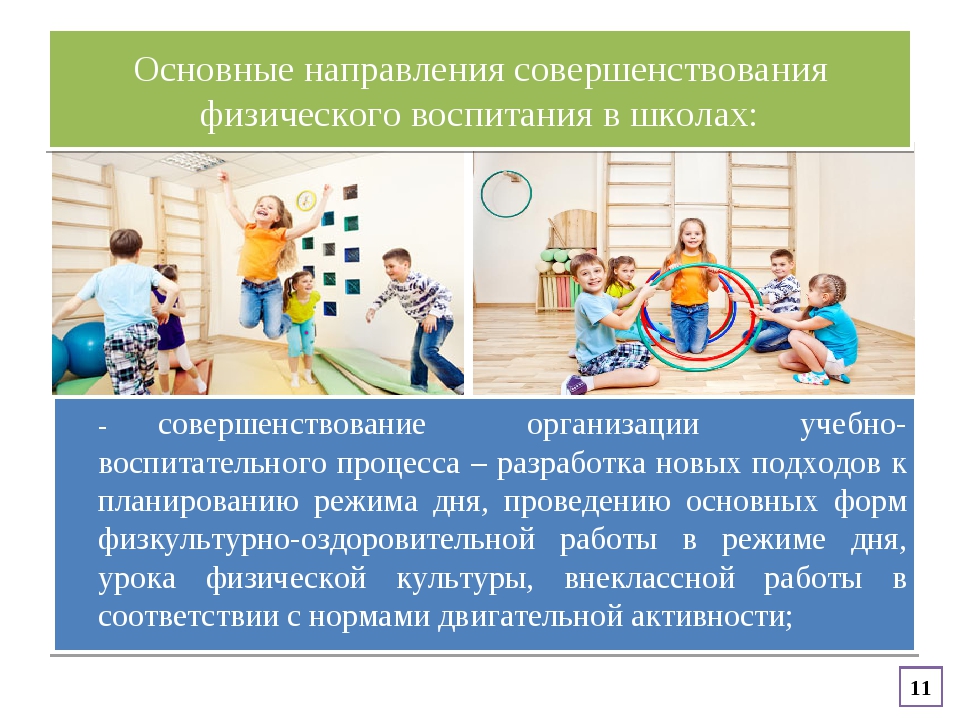 Основные направления совершенствования
физического воспитания в школах:
- совершенствование организации учебно-
воспитательного процесса – разработка новых подходов к
планированию режима дня, проведению основных форм
физкультурно-оздоровительной работы в режиме дня,
урока физической культуры, внеклассной работы в
соответствии с нормами двигательной активности;
11